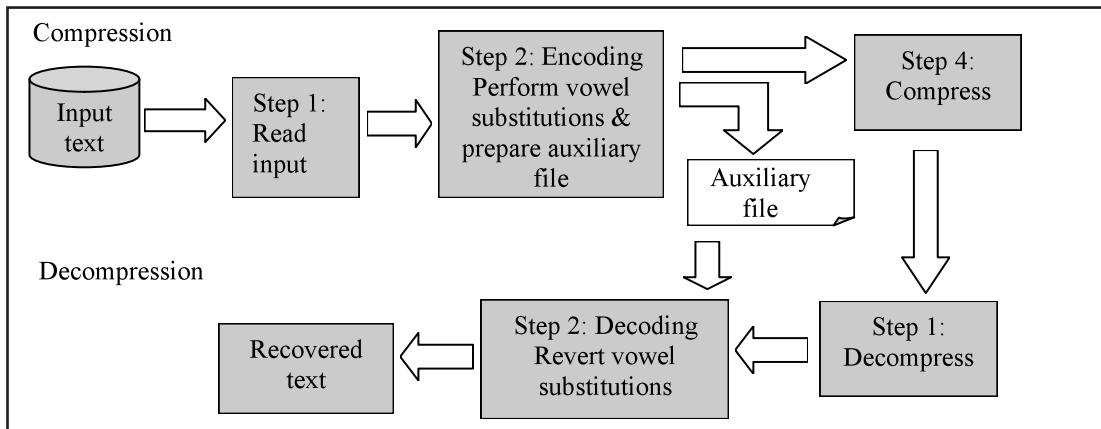 Compression
Input
text
Step 1:
Read
input
Step 2: Encoding
Perform vowel
substitutions &
prepare auxiliary
file
Step 4:
Compress
Auxiliary
file
Decompression
Recovered
text
Step 2: Decoding
Revert vowel
substitutions
Step 1:
Decompress